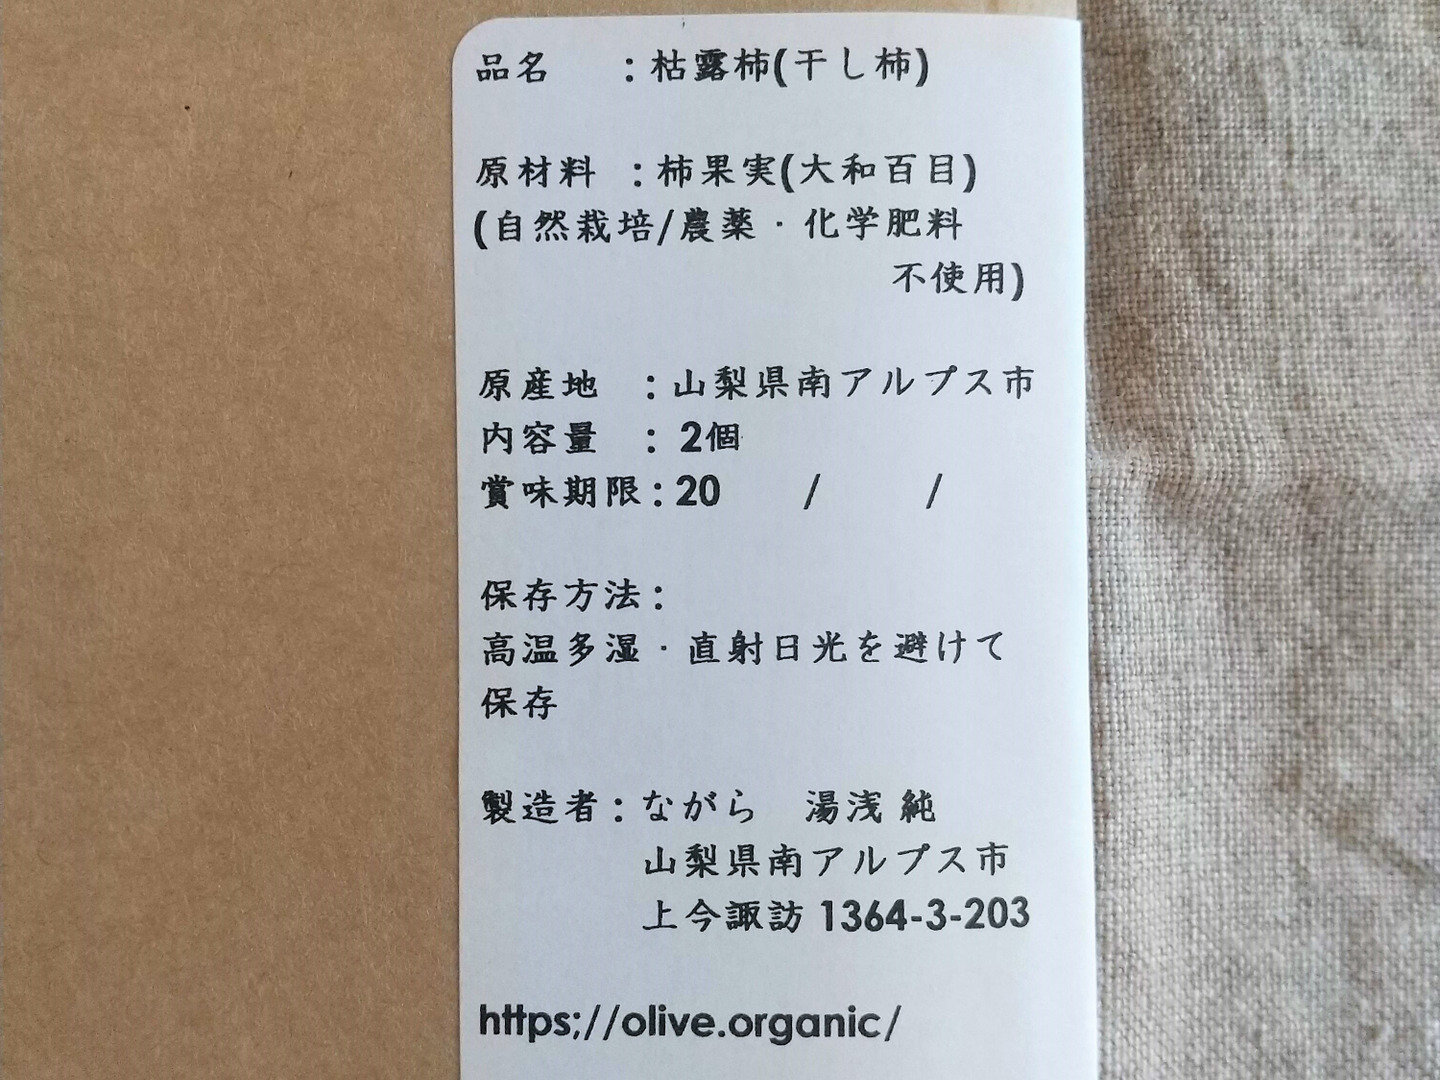 品名　：枯露柿(干し柿)
原材料　：柿果実(大和百目)
(自然栽培/農薬・化学肥料
不使用)
原産地　：山梨県南アルプス市
内容量　：2個
賞味期限：20　/　/
保存方法：
高温多湿・直射日光を避けて
保存
製造者：ながら　湯浅 純
山梨県南アルプス市
上今諏訪 1364-3-203
https;//olive.organic/